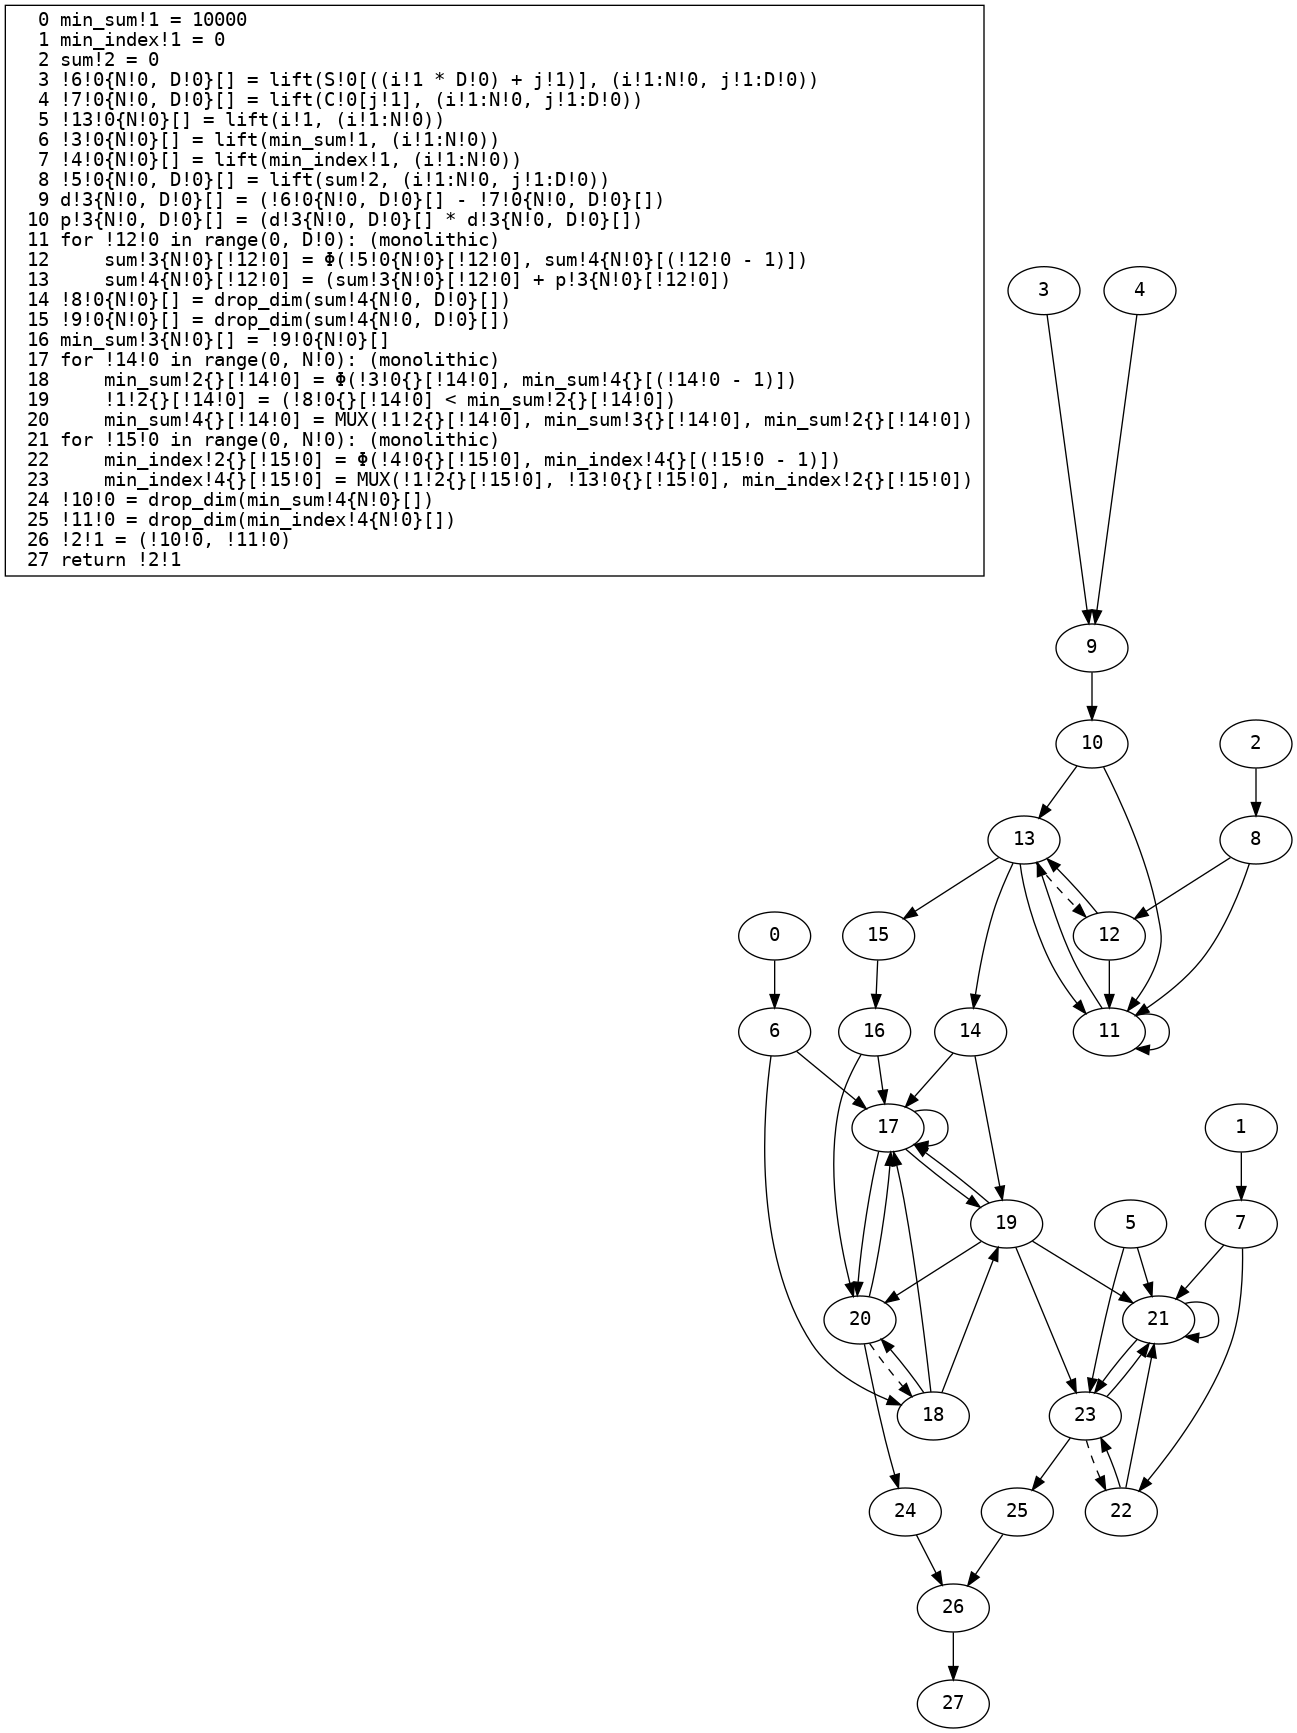 0 min_sum!1 = 10000
1 min_index!1 = 0
2 sum!2 = 0
3 !6!0{N!0, D!0}[] = lift(S!0[((i!1 * D!0) + j!1)], (i!1:N!0, j!1:D!0))
4 !7!0{N!0, D!0}[] = lift(C!0[j!1], (i!1:N!0, j!1:D!0))
5 !13!0{N!0}[] = lift(i!1, (i!1:N!0))
6 !3!0{N!0}[] = lift(min_sum!1, (i!1:N!0))
7 !4!0{N!0}[] = lift(min_index!1, (i!1:N!0))
8 !5!0{N!0, D!0}[] = lift(sum!2, (i!1:N!0, j!1:D!0))
9 d!3{N!0, D!0}[] = (!6!0{N!0, D!0}[] - !7!0{N!0, D!0}[])
10 p!3{N!0, D!0}[] = (d!3{N!0, D!0}[] * d!3{N!0, D!0}[])
11 for !12!0 in range(0, D!0): (monolithic)
12     sum!3{N!0}[!12!0] = Φ(!5!0{N!0}[!12!0], sum!4{N!0}[(!12!0 - 1)])
13     sum!4{N!0}[!12!0] = (sum!3{N!0}[!12!0] + p!3{N!0}[!12!0])
14 !8!0{N!0}[] = drop_dim(sum!4{N!0, D!0}[])
15 !9!0{N!0}[] = drop_dim(sum!4{N!0, D!0}[])
16 min_sum!3{N!0}[] = !9!0{N!0}[]
17 for !14!0 in range(0, N!0): (monolithic)
18     min_sum!2{}[!14!0] = Φ(!3!0{}[!14!0], min_sum!4{}[(!14!0 - 1)])
19     !1!2{}[!14!0] = (!8!0{}[!14!0] < min_sum!2{}[!14!0])
20     min_sum!4{}[!14!0] = MUX(!1!2{}[!14!0], min_sum!3{}[!14!0], min_sum!2{}[!14!0])
21 for !15!0 in range(0, N!0): (monolithic)
22     min_index!2{}[!15!0] = Φ(!4!0{}[!15!0], min_index!4{}[(!15!0 - 1)])
23     min_index!4{}[!15!0] = MUX(!1!2{}[!15!0], !13!0{}[!15!0], min_index!2{}[!15!0])
24 !10!0 = drop_dim(min_sum!4{N!0}[])
25 !11!0 = drop_dim(min_index!4{N!0}[])
26 !2!1 = (!10!0, !11!0)
27 return !2!1
3
4
9
10
2
13
8
0
15
12
6
16
14
11
17
1
19
5
7
20
21
18
23
24
25
22
26
27